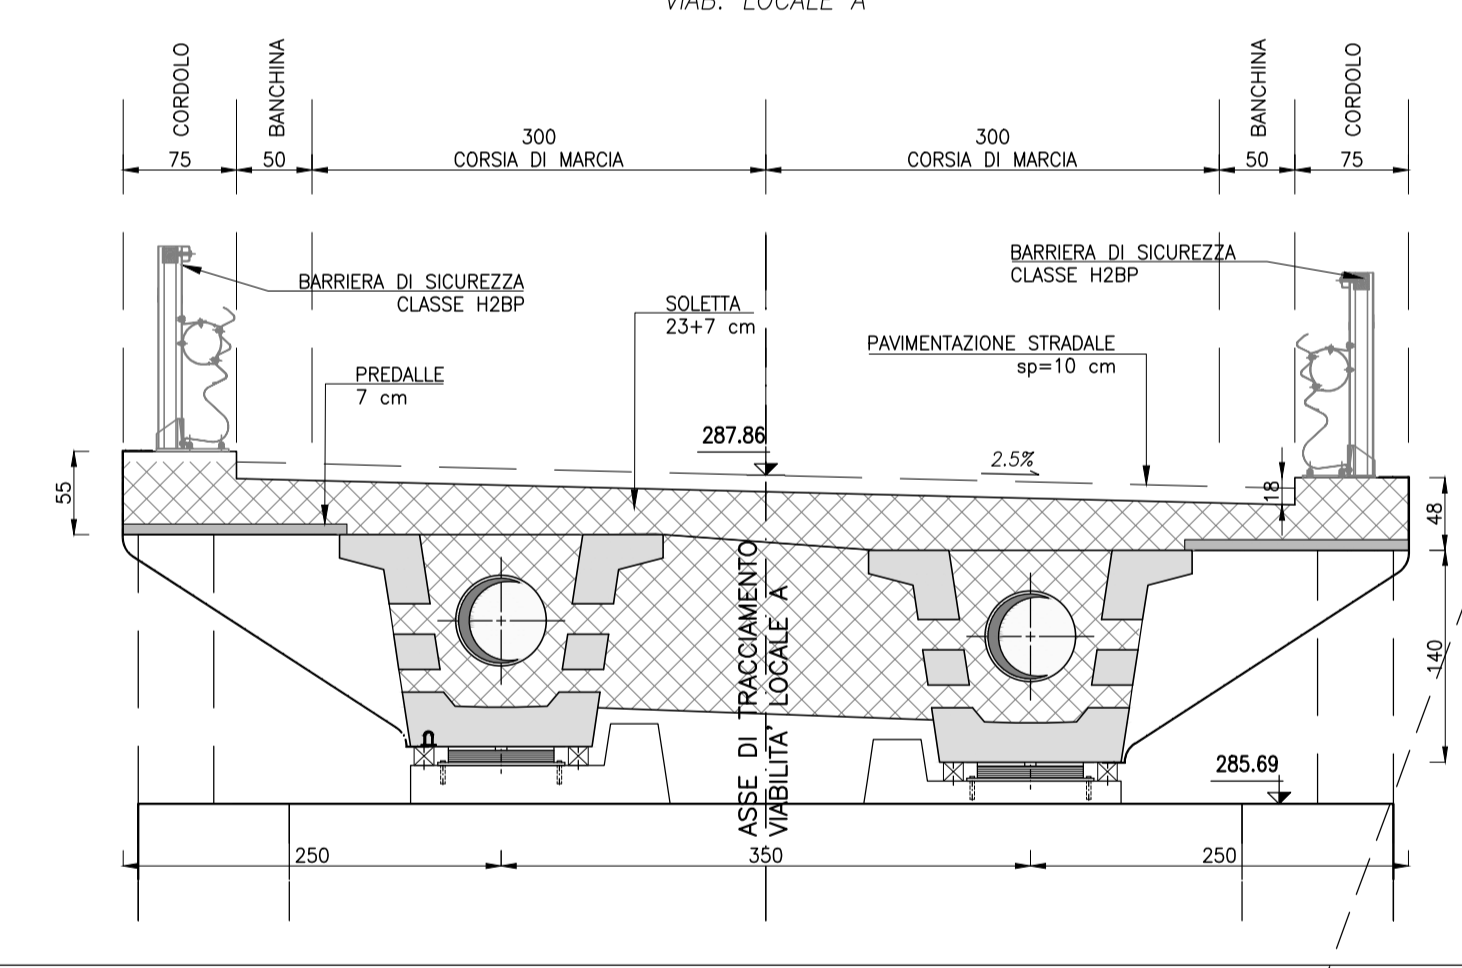 VIAB. LOCALE A
CORDOLO
BANCHINA
BANCHINA
CORDOLO
300
300
75
50
CORSIA DI MARCIA
CORSIA DI MARCIA
50
75
BARRIERA DI SICUREZZA
CLASSE H2BP
BARRIERA DI SICUREZZA
CLASSE H2BP
SOLETTA
23+7 cm
PAVIMENTAZIONE STRADALE
sp=10 cm
PREDALLE
7 cm
287.86
2.5%
55
18
48
140
ASSE DI TRACCIAMENTO
VIABILITA' LOCALE A
285.69
250
350
250